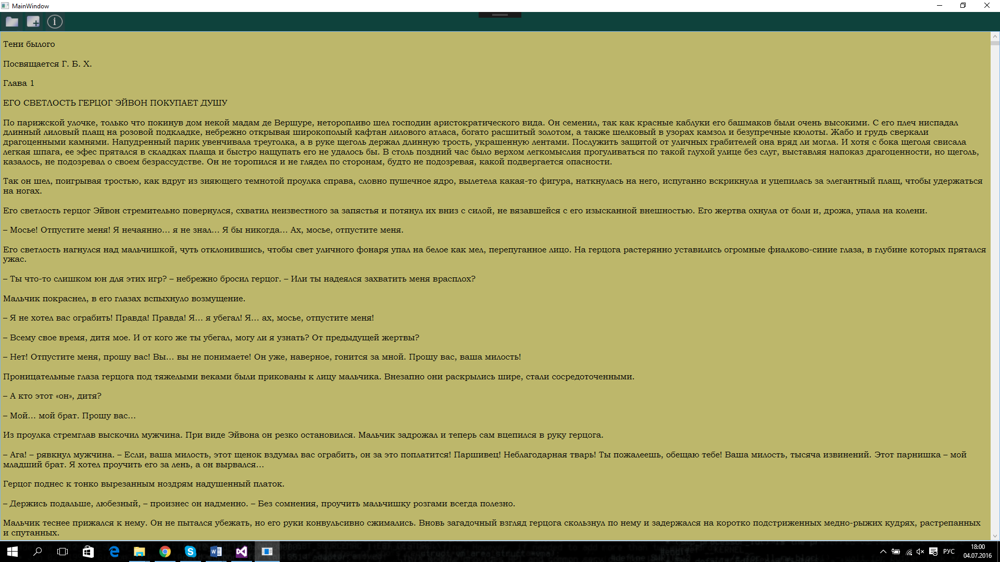 MainWindow
Тени былого
Посвящается Г. Б. Х.
Глава 1
ЕГО СВЕТЛОСТЬ ГЕРЦОГ ЭЙВОН ПОКУПАЕТ ДУШУ
По парижской улочке, только что покинув дом некой мадам де Вершуре, неторопливо шел господин аристократического вида. Он семенил, так как красные каблуки его башмаков были очень высокими. С его плеч ниспадал
длинный лиловый плащ на розовой подкладке, небрежно открывая широкополый кафтан лилового атласа, богато расшитый золотом, а также шелковый в узорах камзол и безупречные кюлоты. Жабо и грудь сверкали
драгоценными камнями. Напудренный парик увенчивала треуголка, а в руке щеголь держал длинную трость, украшенную лентами. Послужить защитой от уличных грабителей она вряд ли могла. И хотя с бока щеголя свисала
легкая шпага, ее эфес прятался в складках плаща и быстро нащупать его не удалось бы. В столь поздний час было верхом легкомыслия прогуливаться по такой глухой улице без слуг, выставляя напоказ драгоценности, но щеголь,
казалось, не подозревал о своем безрассудстве. Он не торопился и не глядел по сторонам, будто не подозревая, какой подвергается опасности.
Так он шел, поигрывая тростью, как вдруг из зияющего темнотой проулка справа, словно пушечное ядро, вылетела какая-то фигура, наткнулась на него, испуганно вскрикнула и уцепилась за элегантный плащ, чтобы удержаться
на ногах.
Его светлость герцог Эйвон стремительно повернулся, схватил неизвестного за запястья и потянул их вниз с силой, не вязавшейся с его изысканной внешностью. Его жертва охнула от боли и, дрожа, упала на колени.
– Мосье! Отпустите меня! Я нечаянно… я не знал… Я бы никогда… Ах, мосье, отпустите меня.
Его светлость нагнулся над мальчишкой, чуть отклонившись, чтобы свет уличного фонаря упал на белое как мел, перепуганное лицо. На герцога растерянно уставились огромные фиалково-синие глаза, в глубине которых прятался
ужас.
– Ты что-то слишком юн для этих игр? – небрежно бросил герцог. – Или ты надеялся захватить меня врасплох?
Мальчик покраснел, в его глазах вспыхнуло возмущение.
– Я не хотел вас ограбить! Правда! Правда! Я… я убегал! Я… ах, мосье, отпустите меня!
– Всему свое время, дитя мое. И от кого же ты убегал, могу ли я узнать? От предыдущей жертвы?
– Нет! Отпустите меня, прошу вас! Вы… вы не понимаете! Он уже, наверное, гонится за мной. Прошу вас, ваша милость!
Проницательные глаза герцога под тяжелыми веками были прикованы к лицу мальчика. Внезапно они раскрылись шире, стали сосредоточенными.
– А кто этот «он», дитя?
– Мой… мой брат. Прошу вас…
Из проулка стремглав выскочил мужчина. При виде Эйвона он резко остановился. Мальчик задрожал и теперь сам вцепился в руку герцога.
– Ага! – рявкнул мужчина. – Если, ваша милость, этот щенок вздумал вас ограбить, он за это поплатится! Паршивец! Неблагодарная тварь! Ты пожалеешь, обещаю тебе! Ваша милость, тысяча извинений. Этот парнишка – мой
младший брат. Я хотел проучить его за лень, а он вырвался…
Герцог поднес к тонко вырезанным ноздрям надушенный платок.
– Держись подальше, любезный, – произнес он надменно. – Без сомнения, проучить мальчишку розгами всегда полезно.
Мальчик теснее прижался к нему. Он не пытался убежать, но его руки конвульсивно сжимались. Вновь загадочный взгляд герцога скользнул по нему и задержался на коротко подстриженных медно-рыжих кудрях, растрепанных
и спутанных.
РУС
18:00
04.07.2016